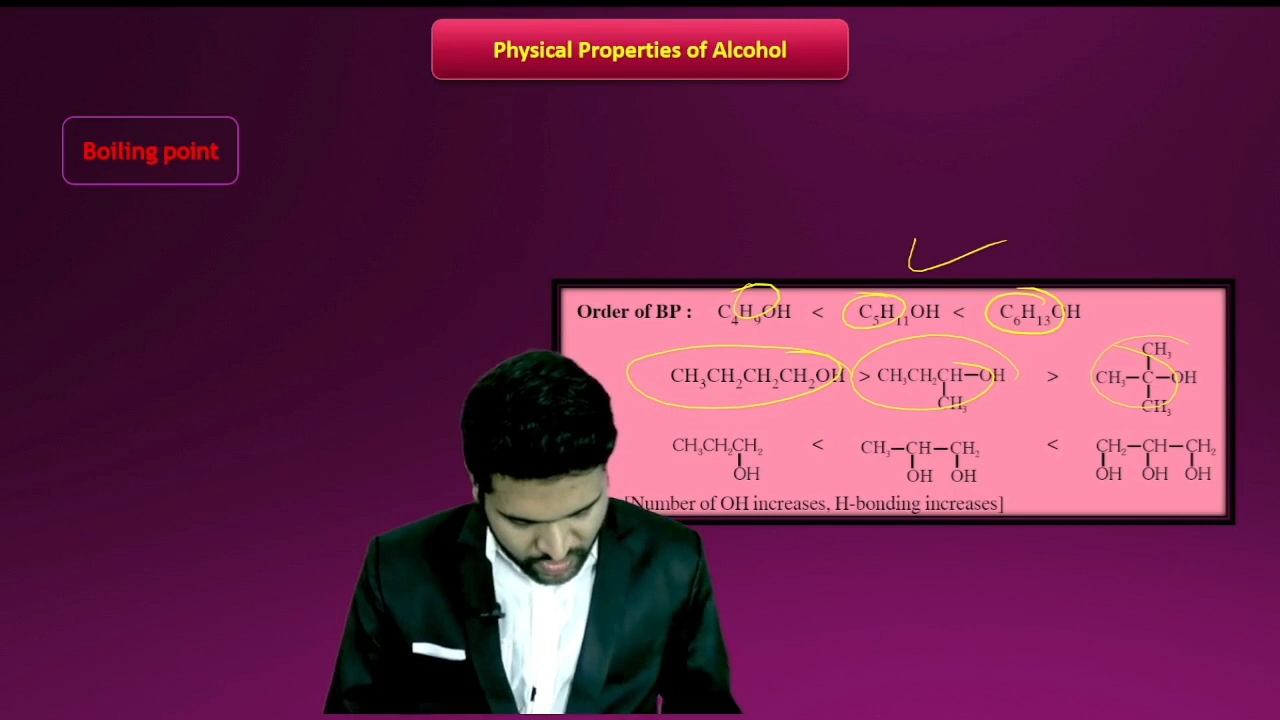 Physical Properties of Alcohol
Boiling point
Order of BP : C₄H₉OH < C₅H₁₁OH < C₆H₁₃OH
CH₃
CH₃CH₂CH₂CH₂OH > CH₃CH₂CH—OH > CH₃—C—OH
CH₃ CH₃
CH₃CH₂CH₂ < CH₃—CH—CH₂ < CH₂—CH—CH₂
OH OH OH OH OH OH
[Number of OH increases, H-bonding increases]